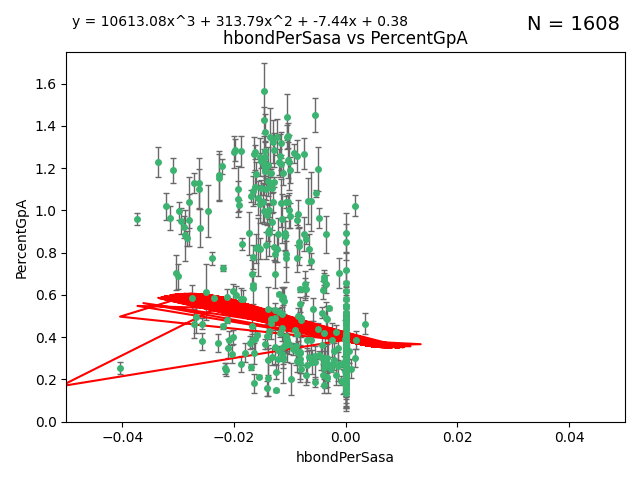 y = 10613.08x^3 + 313.79x^2 + -7.44x + 0.38
N = 1608
hbondPerSasa vs PercentGpA
1.6
1.4
1.2
1.0
0.8
0.6
0.4
0.2
0.0
PercentGpA
−0.04 −0.02 0.00 0.02 0.04
hbondPerSasa